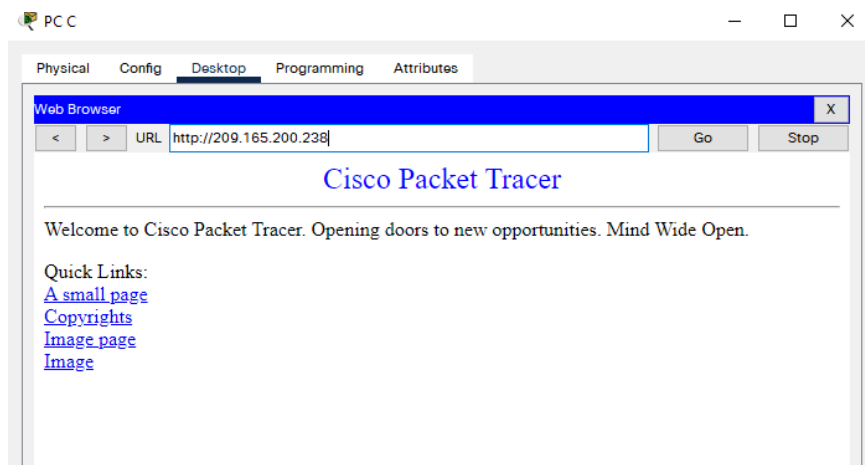 PC C
Physical Config Desktop Programming Attributes
Web Browser X
< > URL http://209.165.200.238 Go Stop
Cisco Packet Tracer
Welcome to Cisco Packet Tracer. Opening doors to new opportunities. Mind Wide Open.
Quick Links:
A small page
Copyrights
Image page
Image